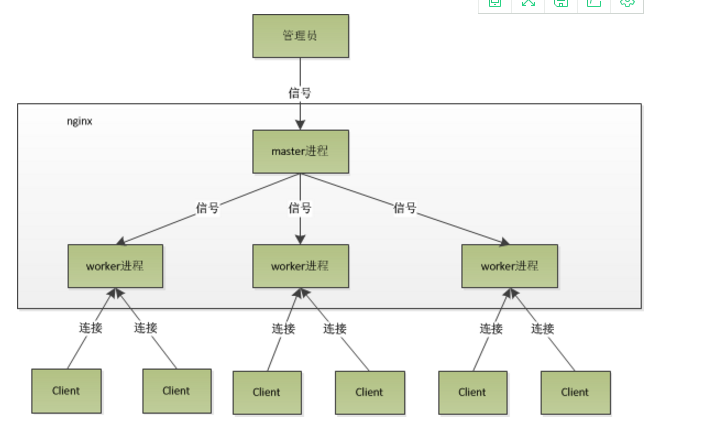 管理员
信号
nginx
master进程
信号 信号 信号
worker进程 worker进程 worker进程
连接 连接 连接 连接 连接 连接
Client Client Client Client Client Client